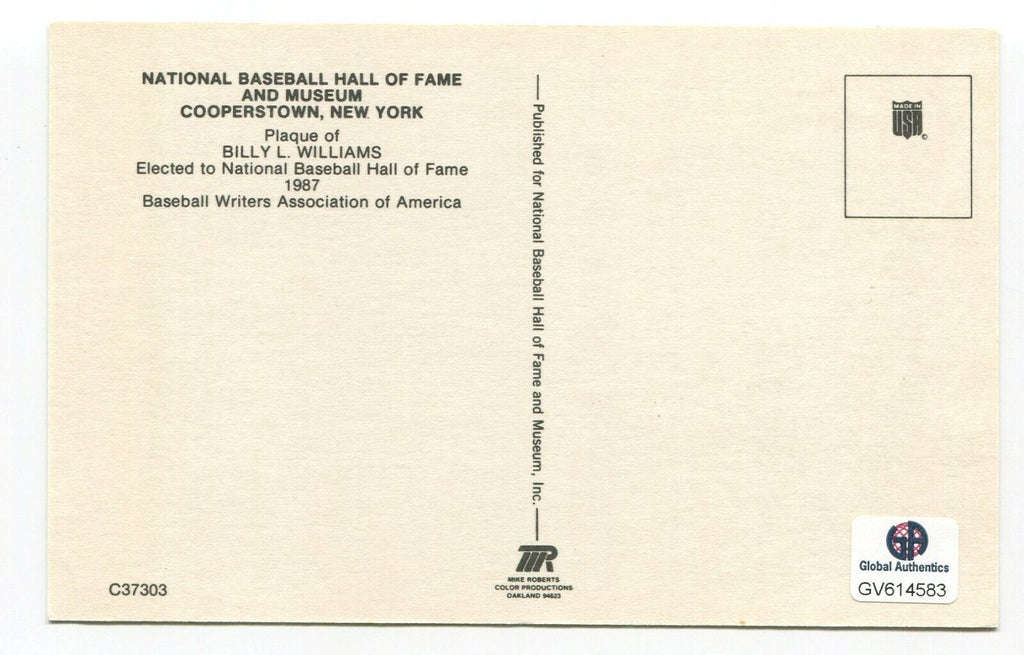 NATIONAL BASEBALL HALL OF FAME
AND MUSEUM
COOPERSTOWN, NEW YORK
Plaque of
BILLY L. WILLIAMS
Elected to National Baseball Hall of Fame
1987
Baseball Writers Association of America
Published for National Baseball Hall of Fame and Museum, Inc.
MADE IN
USA
©
MIKE ROBERTS
COLOR PRODUCTIONS
OAKLAND 94623
C37303
GA
Global Authentics
GV614583